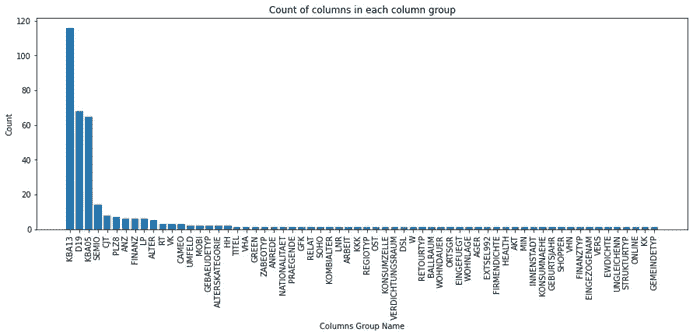 Count of columns in each column group
Count
120
100
80
60
40
20
0
KBA13
D19
KBA05
SEMIO
CJT
PLZ8
ANZ
FINANZ
LP
ALTER
RT
VK
CAMEO
UMFELD
MOBI
GEBAEUDETYP
ALTERSKATEGORIE
HH
TITEL
VHA
GREEN
ZABEOTYP
ANREDE
NATIONALITAET
PRAEGENDE
GFK
RELAT
SOHO
KOMBIALTER
LNR
ARBEIT
KKK
REGIOTYP
OST
KONSUMZELLE
VERDICHTUNGSRAUM
DSL
W
RETOURTYP
BALLRAUM
WOHNDAUER
ORTSGR
EINGEFUEGT
WOHNLAGE
AGER
EXTSEL992
FIRMENDICHTE
HEALTH
AKT
MIN
INNENSTADT
KONSUMNAEHE
GEBURTSJAHR
SHOPPER
VHN
FINANZTYP
EINGEZOGENAM
VERS
EWDICHTE
UNGLEICHENN
STRUKTURTYP
ONLINE
KK
GEMEINDETYP
Columns Group Name